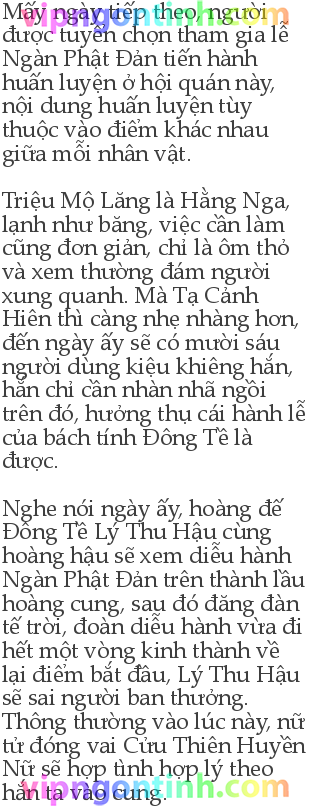 vipngontinh.com
Mấy ngày tiếp theo, người
được tuyển chọn tham gia lễ
Ngàn Phật Đản tiến hành
huấn luyện ở hội quán này,
nội dung huấn luyện tùy
thuộc vào điểm khác nhau
giữa mỗi nhân vật.
Triệu Mộ Lăng là Hằng Nga,
lạnh như băng, việc cần làm
cũng đơn giản, chỉ là ôm thỏ
và xem thường đám người
xung quanh. Mà Tạ Cảnh
Hiên thì càng nhẹ nhàng hơn,
đến ngày ấy sẽ có mười sáu
người dùng kiệu khiêng hắn,
hắn chỉ cần nhàn nhã ngồi
trên đó, hưởng thụ cái hành lễ
của bách tính Đông Tề là
được.
Nghe nói ngày ấy, hoàng đế
Đông Tề Lý Thu Hậu cùng
hoàng hậu sẽ xem diễu hành
Ngàn Phật Đản trên thành lầu
hoàng cung, sau đó đăng đàn
tế trời, đoàn diễu hành vừa đi
hết một vòng kinh thành về
lại điểm bắt đầu, Lý Thu Hậu
sẽ sai người ban thưởng.
Thông thường vào lúc này, nữ
tử đóng vai Cửu Thiên Huyền
Nữ sẽ hợp tình hợp lý theo
hắn ta vào cung.
vipngontinh.com